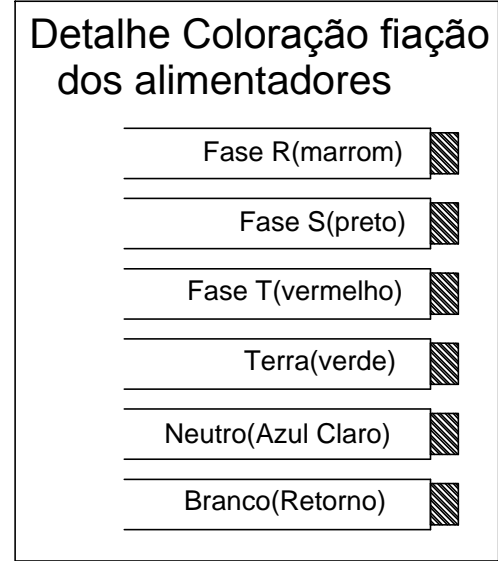 Detalhe Coloração fiação
dos alimentadores
Fase R(marrom)
Fase S(preto)
Fase T(vermelho)
Terra(verde)
Neutro(Azul Claro)
Branco(Retorno)